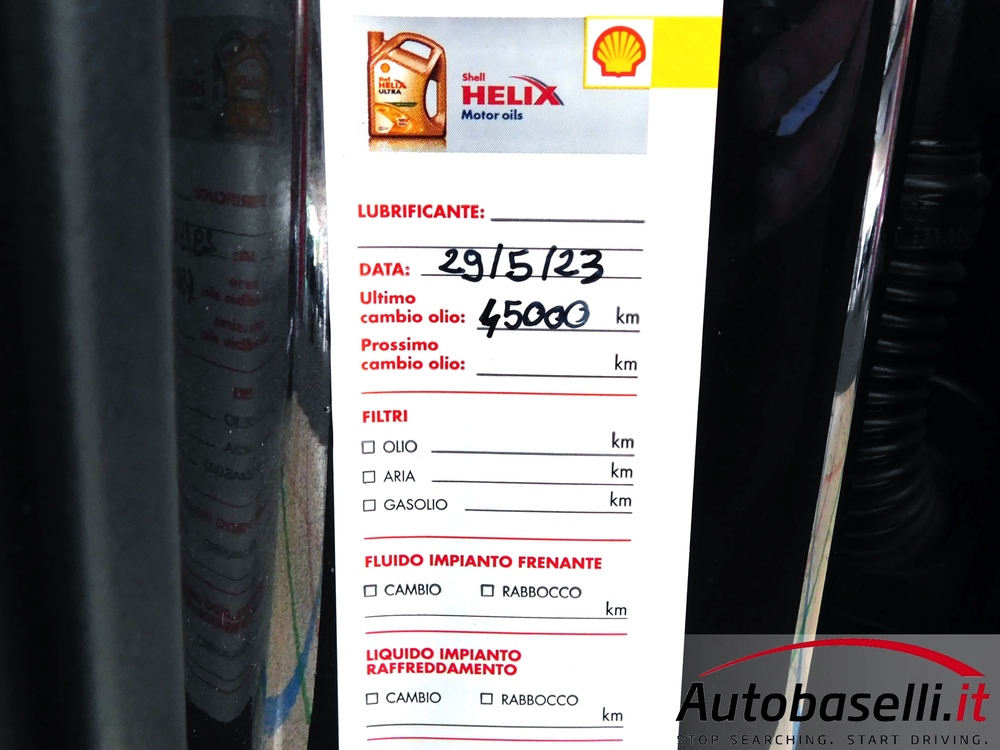 Shell
HELIX
ULTRA
Shell
HELIX
Motor oils
LUBRIFICANTE:
DATA: 29/5/23
Ultimo
cambio olio: 45000 km
Prossimo
cambio olio: km
FILTRI
OLIO km
ARIA km
GASOLIO km
FLUIDO IMPIANTO FRENANTE
CAMBIO RABBOCCO
km
LIQUIDO IMPIANTO
RAFFREDDAMENTO
CAMBIO RABBOCCO
km
Autobaselli.it
STOP SEARCHING. START DRIVING.